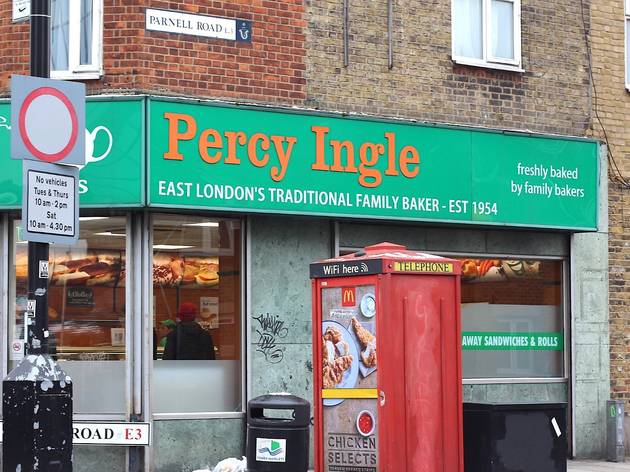 PARNELL ROAD E.3
Percy Ingle
EAST LONDON'S TRADITIONAL FAMILY BAKER - EST 1954
freshly baked
by family bakers
No vehicles
Tues & Thurs
10 am - 2 pm
Sat
10 am - 4.30 pm
WiFi here
TELEPHONE
AWAY SANDWICHES & ROLLS
CHICKEN
SELECTS
ROAD E3